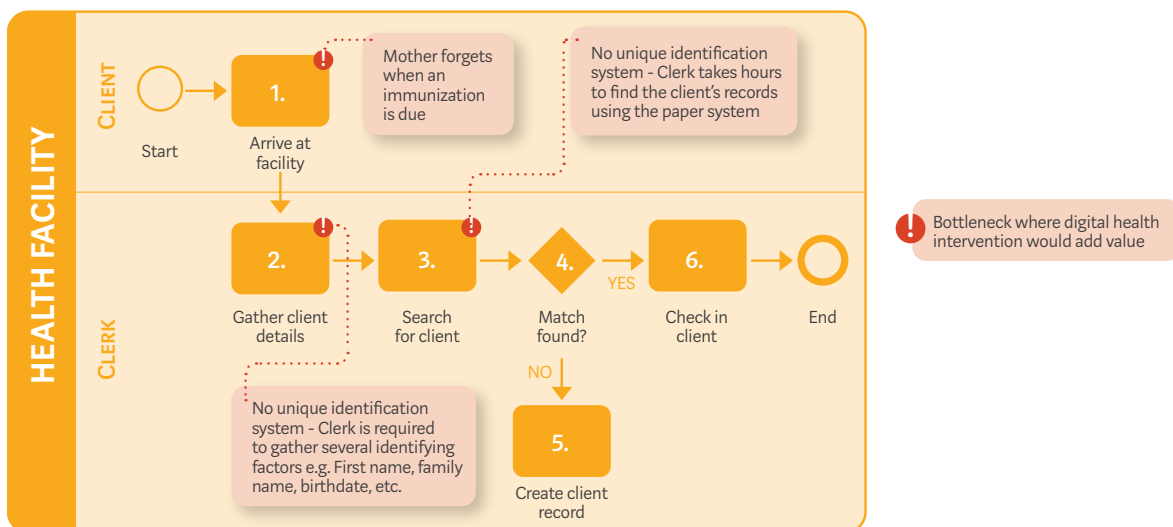 HEALTH FACILITY
CLIENT
Start
1.
Arrive at
facility
!
Mother forgets
when an
immunization
is due
No unique identification
system - Clerk takes hours
to find the client’s records
using the paper system
CLERK
2.
!
Gather client
details
3.
!
Search
for client
4.
Match
found?
YES
6.
Check in
client
End
NO
5.
Create client
record
No unique identification
system - Clerk is required
to gather several identifying
factors e.g. First name, family
name, birthdate, etc.
!
Bottleneck where digital health
intervention would add value